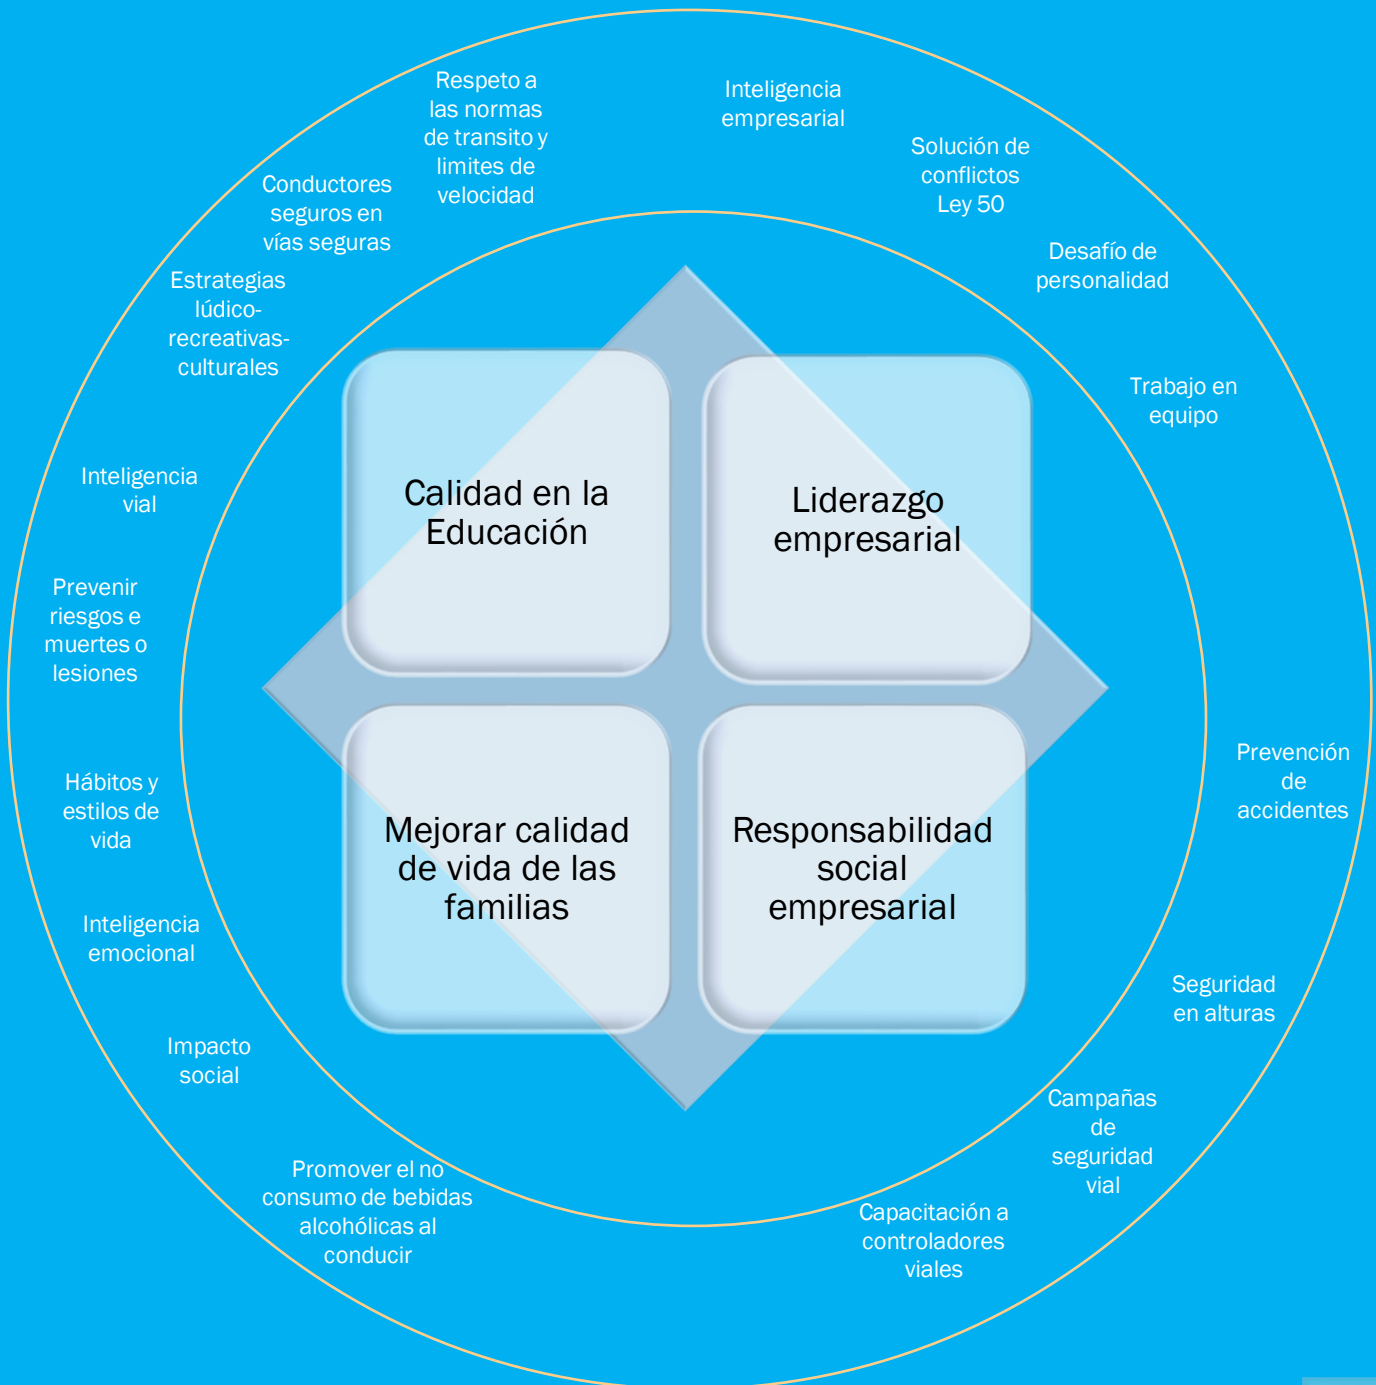 Respeto a
las normas
de transito y
limites de
velocidad
Inteligencia
empresarial
Solución de
conflictos
Ley 50
Conductores
seguros en
vías seguras
Desafío de
personalidad
Estrategias
lúdico-
recreativas-
culturales
Trabajo en
equipo
Inteligencia
vial
Calidad en la
Educación
Liderazgo
empresarial
Prevenir
riesgos e
muertes o
lesiones
Hábitos y
estilos de
vida
Mejorar calidad
de vida de las
familias
Responsabilidad
social
empresarial
Prevención
de
accidentes
Inteligencia
emocional
Seguridad
en alturas
Impacto
social
Campañas
de
seguridad
vial
Promover el no
consumo de bebidas
alcohólicas al
conducir
Capacitación a
controladores
viales